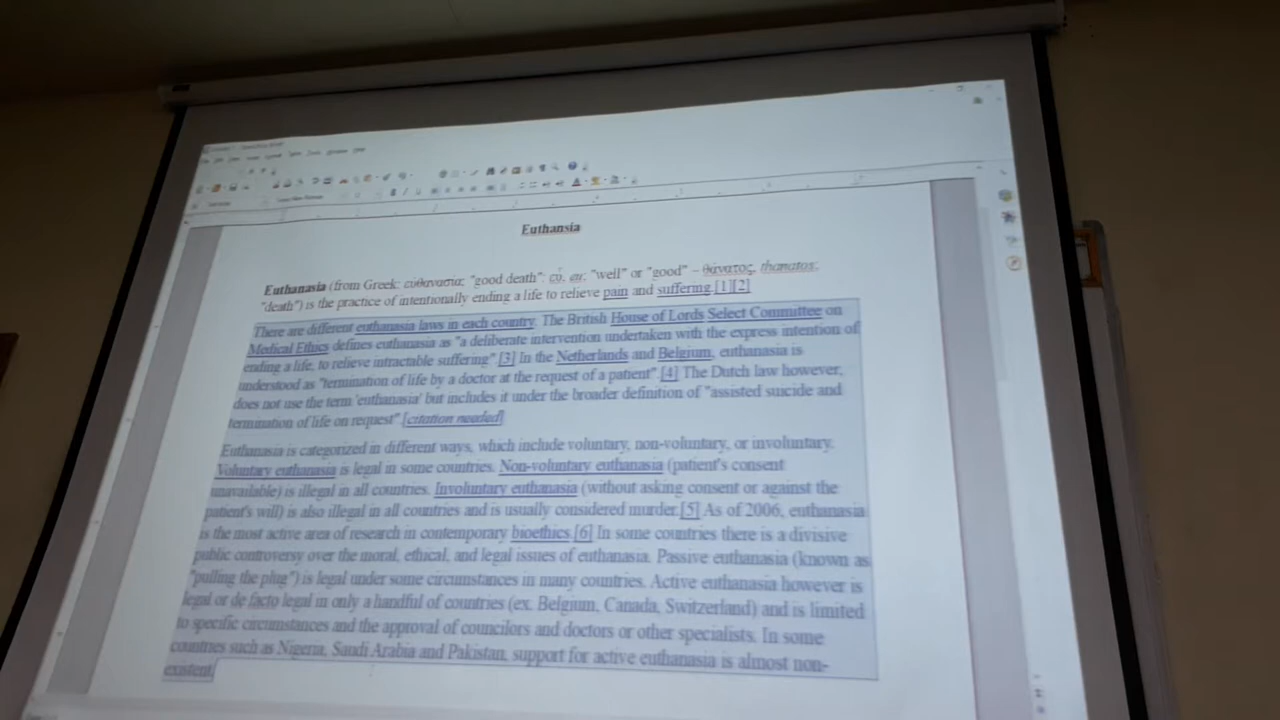 Euthansia
Euthanasia (from Greek: εὐθανασία; "good death": εὖ, eu; "well" or "good" – θάνατος, thanatos;
"death") is the practice of intentionally ending a life to relieve pain and suffering.[1][2]
There are different euthanasia laws in each country. The British House of Lords Select Committee on
Medical Ethics defines euthanasia as "a deliberate intervention undertaken with the express intention of
ending a life, to relieve intractable suffering".[3] In the Netherlands and Belgium, euthanasia is
understood as "termination of life by a doctor at the request of a patient".[4] The Dutch law however,
does not use the term 'euthanasia' but includes it under the broader definition of "assisted suicide and
termination of life on request".[citation needed]
Euthanasia is categorized in different ways, which include voluntary, non-voluntary, or involuntary.
Voluntary euthanasia is legal in some countries. Non-voluntary euthanasia (patient's consent
unavailable) is illegal in all countries. Involuntary euthanasia (without asking consent or against the
patient's will) is also illegal in all countries and is usually considered murder.[5] As of 2006, euthanasia
is the most active area of research in contemporary bioethics.[6] In some countries there is a divisive
public controversy over the moral, ethical, and legal issues of euthanasia. Passive euthanasia (known as
"pulling the plug") is legal under some circumstances in many countries. Active euthanasia however is
legal or de facto legal in only a handful of countries (ex. Belgium, Canada, Switzerland) and is limited
to specific circumstances and the approval of councilors and doctors or other specialists. In some
countries such as Nigeria, Saudi Arabia and Pakistan, support for active euthanasia is almost non-
existent.